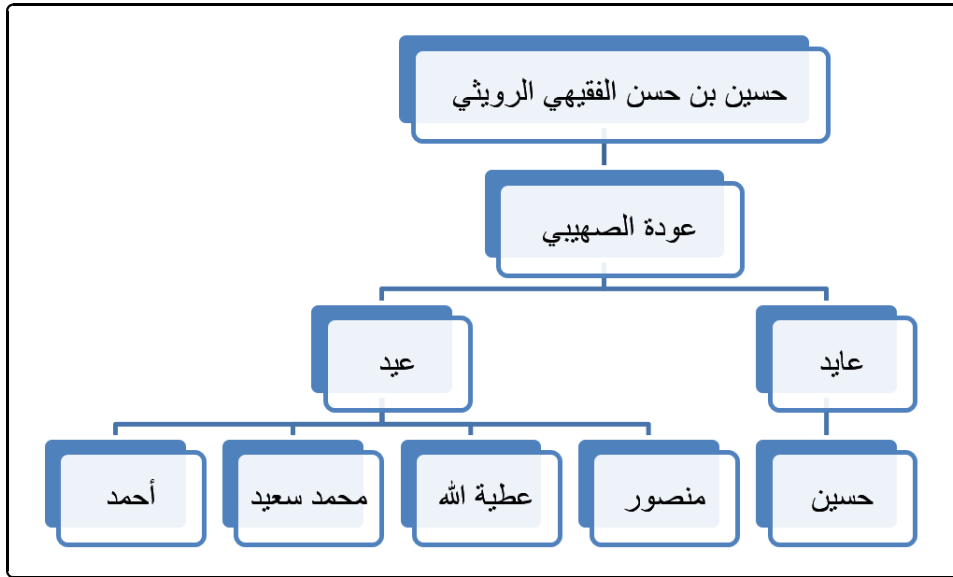 حسين بن حسن الفقيهي الرويثي
عودة الصهيبي
عايد
عيد
حسين
منصور
عطية الله
محمد سعيد
أحمد